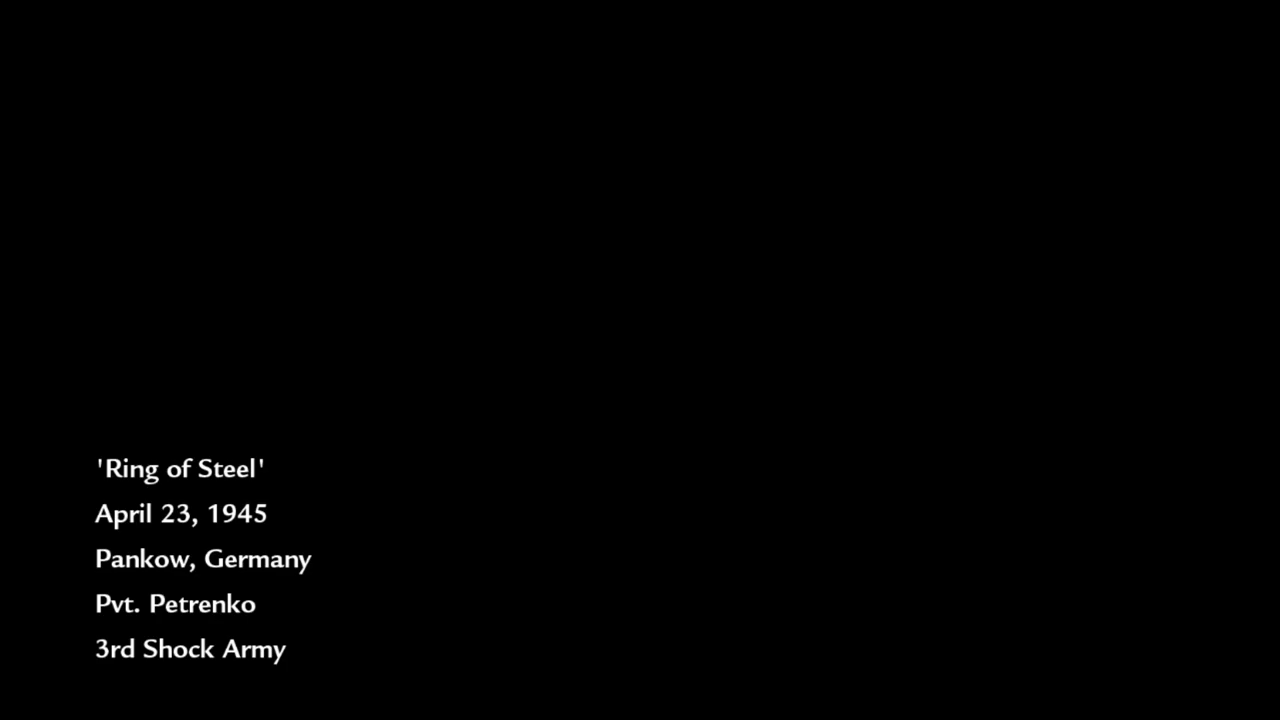 'Ring of Steel'
April 23, 1945
Pankow, Germany
Pvt. Petrenko
3rd Shock Army